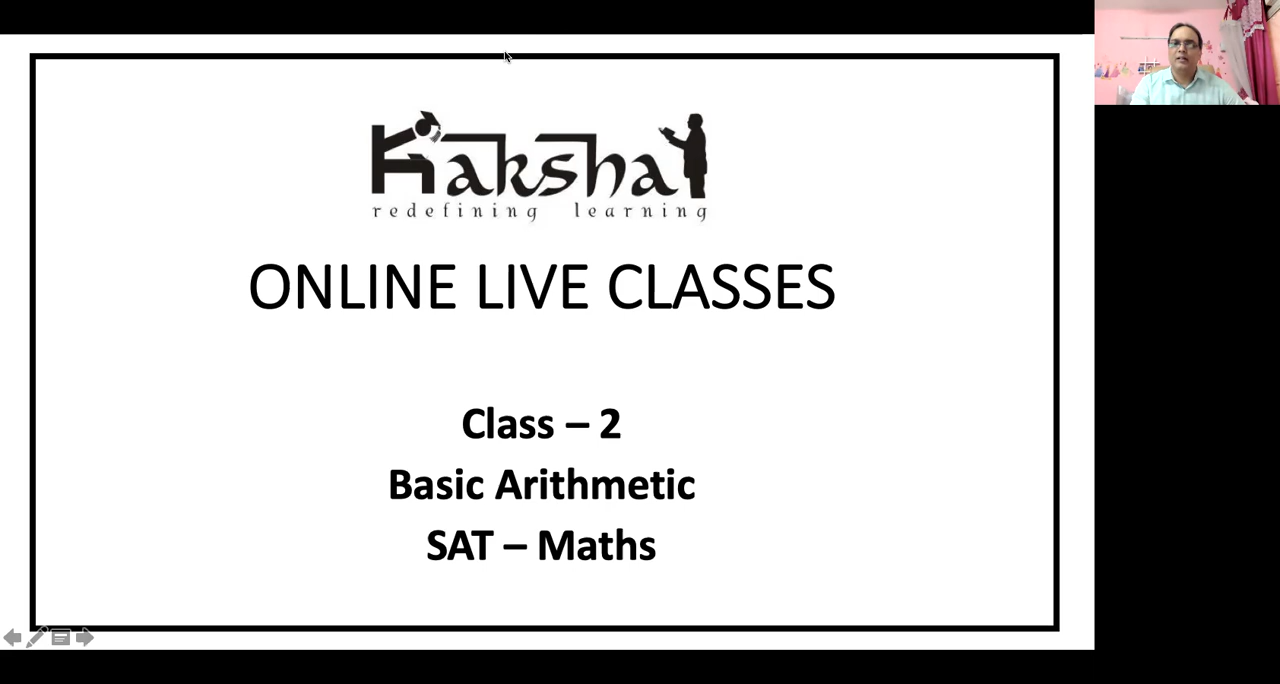 Kaksha
redefining learning
ONLINE LIVE CLASSES
Class – 2
Basic Arithmetic
SAT – Maths